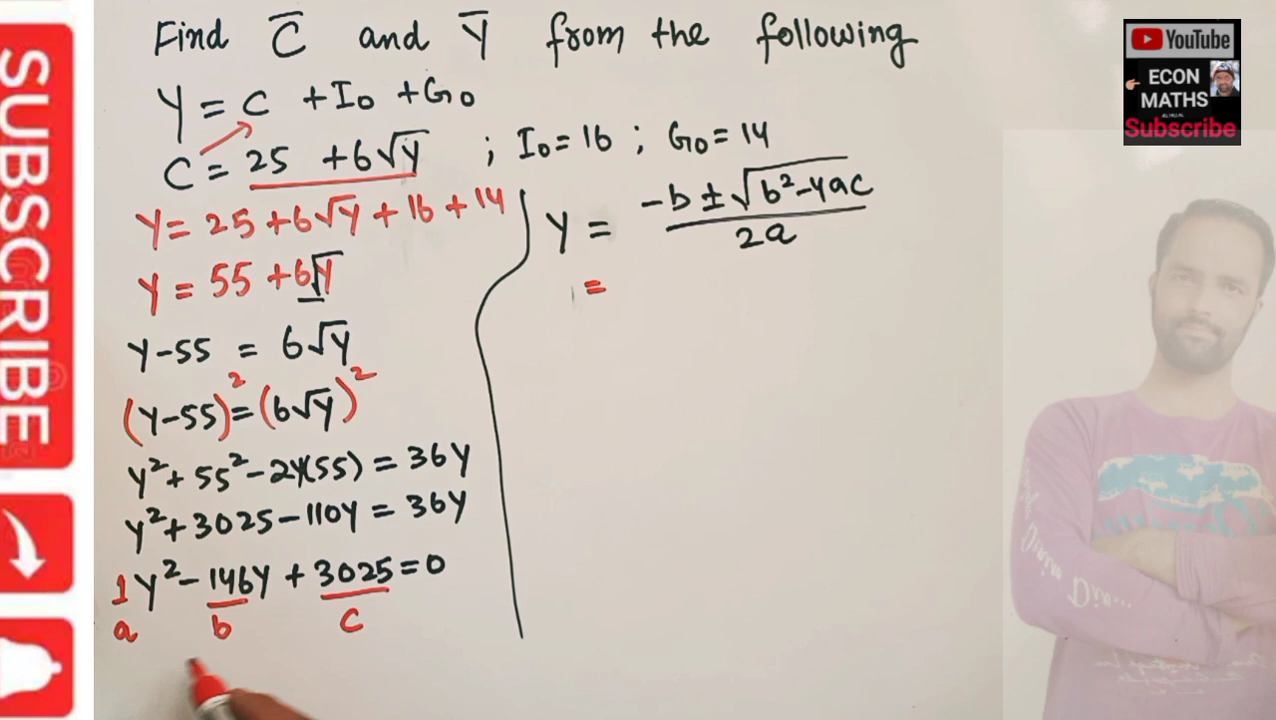 Find C̅ and Y̅ from the following
Y = C + I₀ + G₀
C = 25 + 6√Y ; I₀ = 16 ; G₀ = 14
Y = 25 + 6√Y + 16 + 14
Y = 55 + 6√Y
Y - 55 = 6√Y
(Y - 55)² = (6√Y)²
Y² + 55² - 2Y(55) = 36Y
Y² + 3025 - 110Y = 36Y
1Y² - 146Y + 3025 = 0
a b c
Y = -b ± √b² - 4ac
2a
=
SUBSCRIBE
YouTube
ECON
MATHS
Subscribe